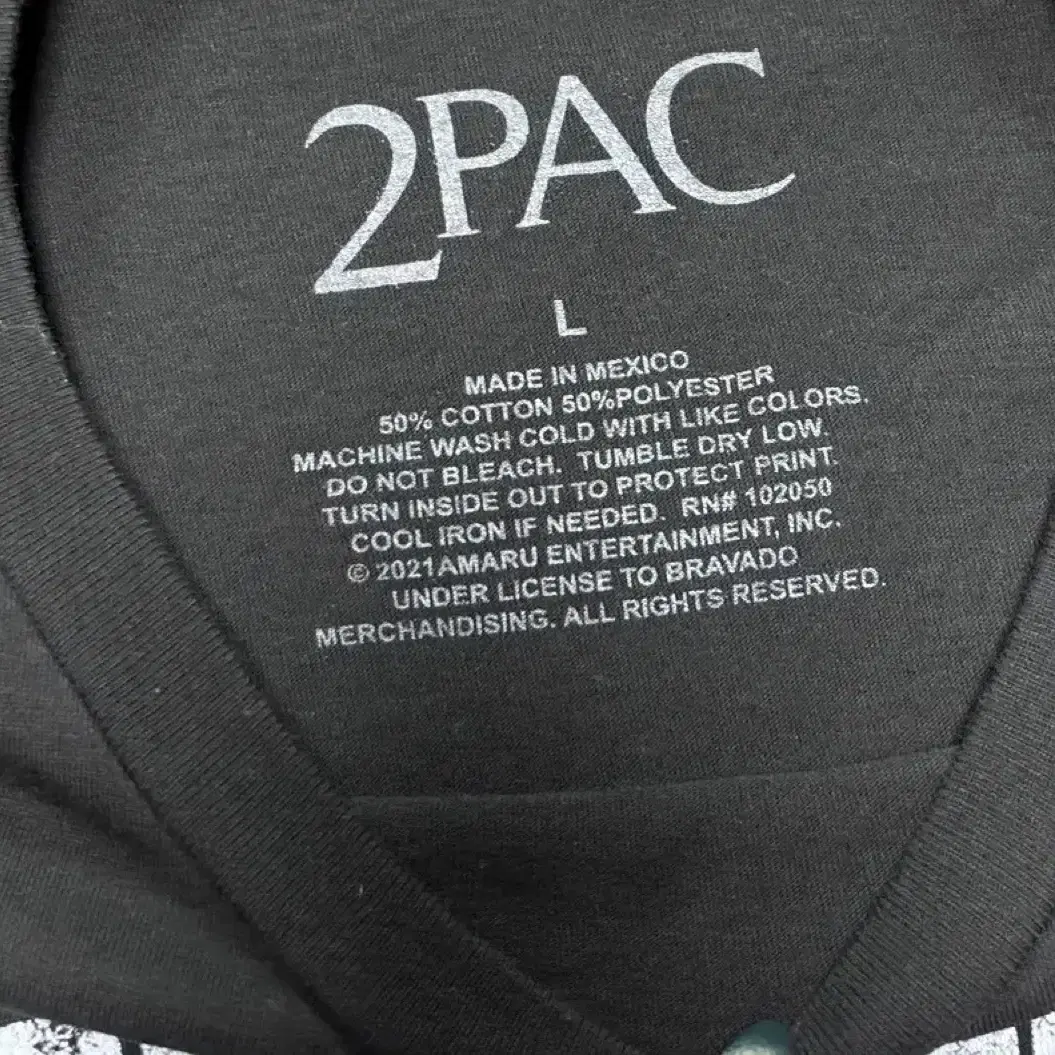 2PAC
L
MADE IN MEXICO
50% COTTON 50%POLYESTER
MACHINE WASH COLD WITH LIKE COLORS.
DO NOT BLEACH. TUMBLE DRY LOW.
TURN INSIDE OUT TO PROTECT PRINT.
COOL IRON IF NEEDED. RN# 102050
© 2021AMARU ENTERTAINMENT, INC.
UNDER LICENSE TO BRAVADO
MERCHANDISING. ALL RIGHTS RESERVED.